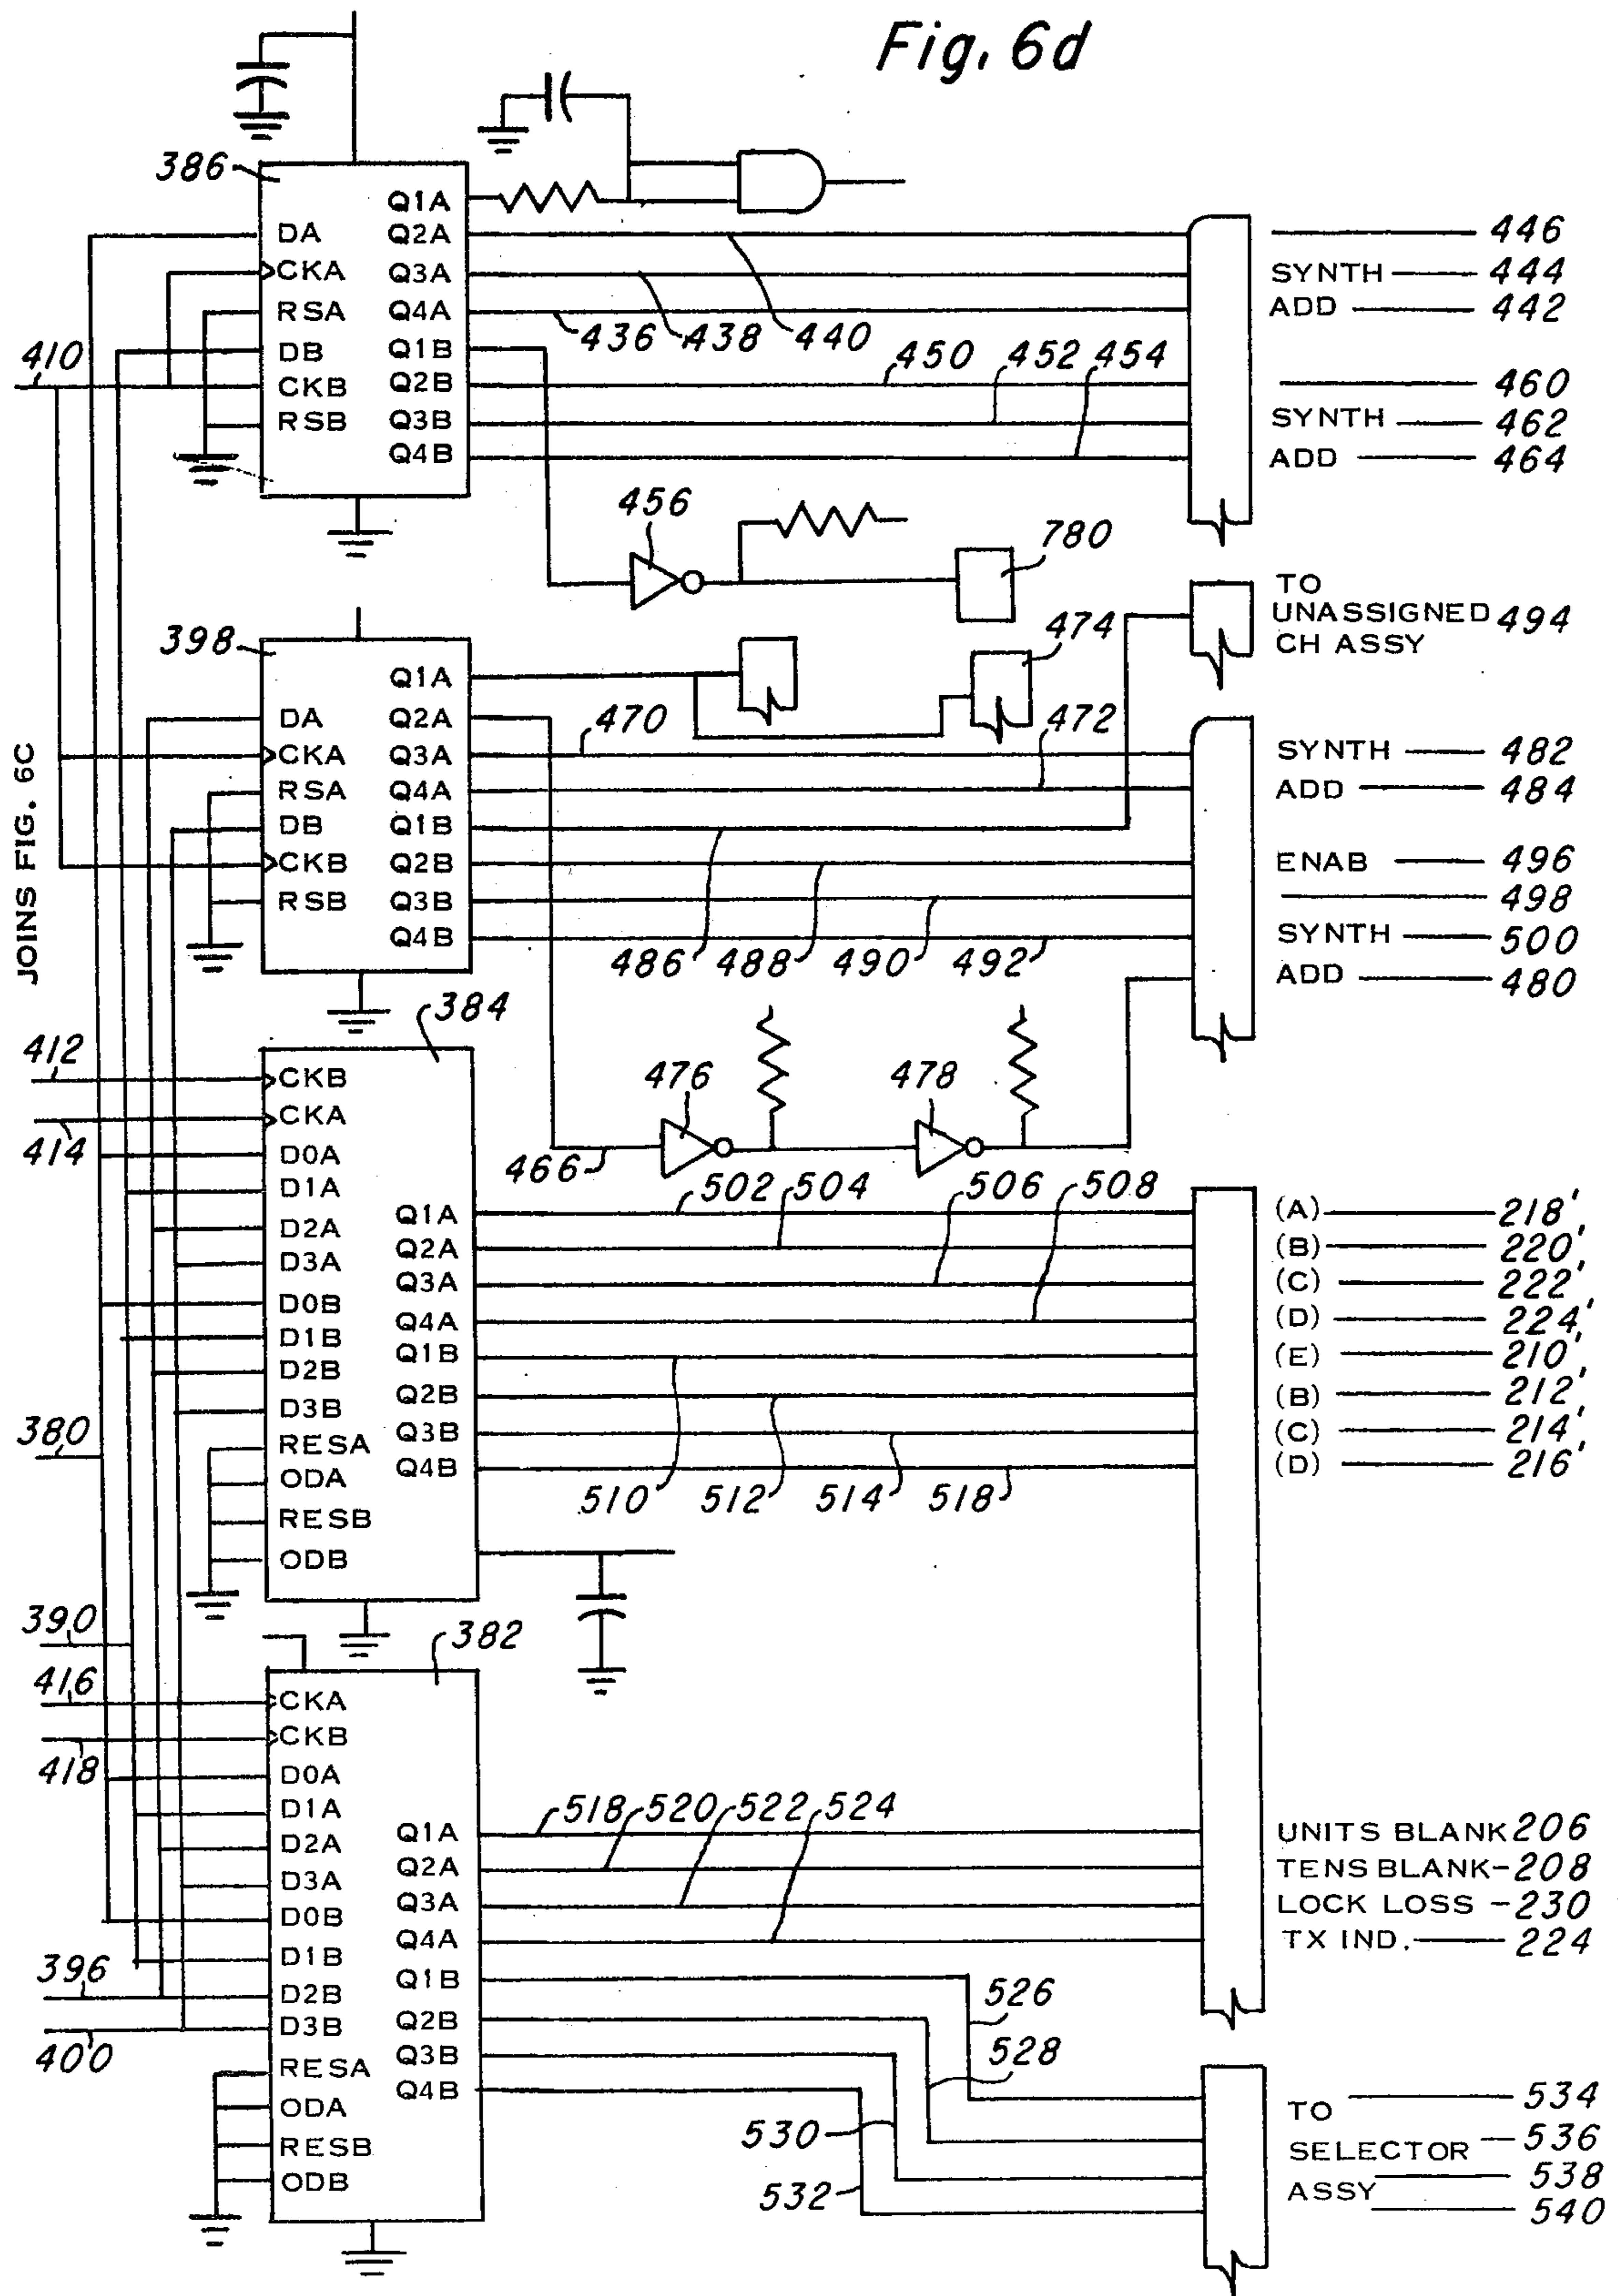 Fig. 6d
386
Q1A
DA Q2A 446
CKA Q3A SYNTH 444
RSA Q4A 436 438 440 ADD 442
410 DB Q1B 450 452 454
CKB Q2B 460
RSB Q3B SYNTH 462
Q4B ADD 464
456
780
TO
UNASSIGNED 494
CH ASSY
398 474
Q1A
DA Q2A 470 472
CKA Q3A SYNTH 482
RSA Q4A ADD 484
DB Q1B
CKB Q2B ENAB 496
RSB Q3B 498
Q4B SYNTH 500
486 488 490 492
ADD 480
JOINS FIG. 6C
384
412 CKB 476 478
CKA
414 D0A 466
D1A 502 504 506 508
Q1A (A) 218'
D2A Q2A (B) 220'
D3A Q3A (C) 222'
D0B Q4A (D) 224'
D1B Q1B (E) 210'
D2B Q2B (B) 212'
D3B Q3B (C) 214'
380 RESA Q4B (D) 216'
ODA 510 512 514 518
RESB
ODB
390 382
416 CKA
CKB
418 D0A
D1A 518 520 522 524
Q1A UNITS BLANK 206
D2A Q2A TENS BLANK-208
D3A Q3A LOCK LOSS -230
D0B Q4A TX IND. 224
D1B Q1B
396 D2B Q2B 526
400 D3B Q3B 528
RESA Q4B
ODA 530 TO 534
RESB SELECTOR 536
ODB 532 ASSY 538
540